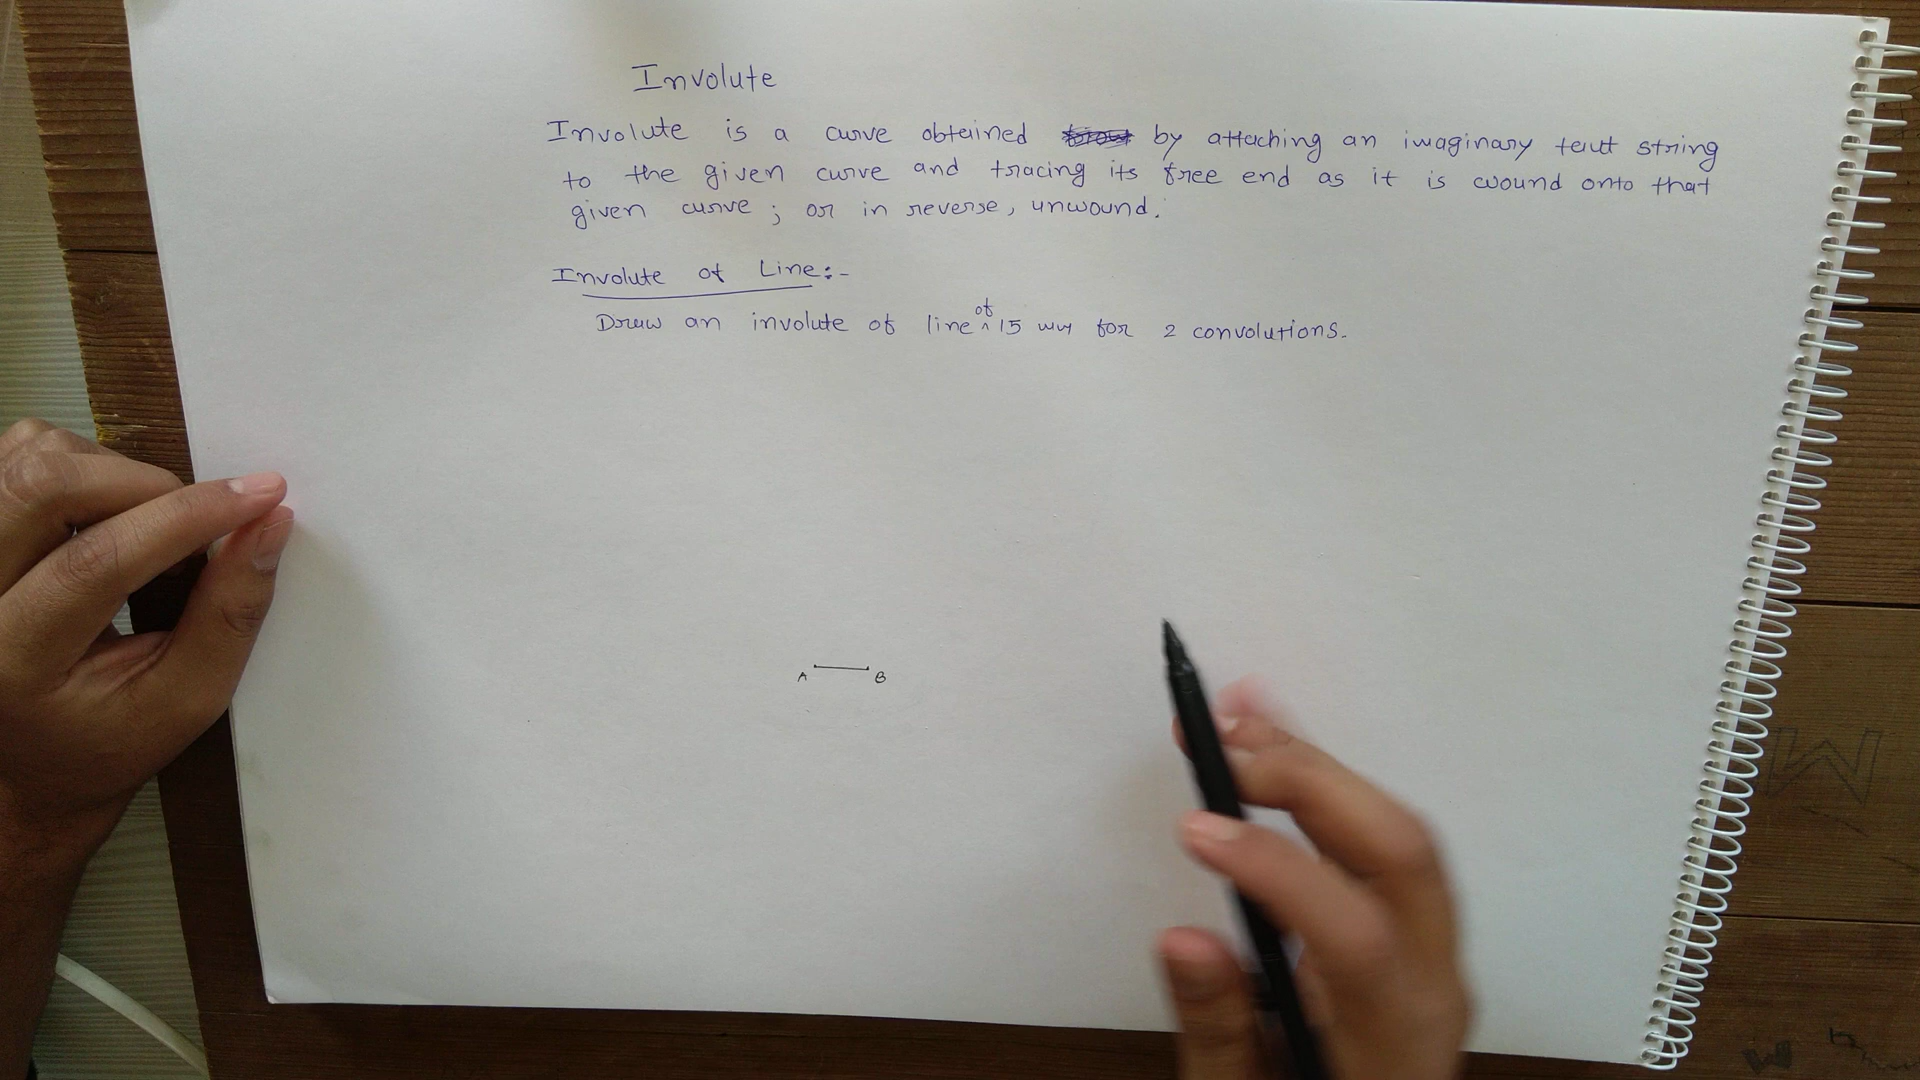 Involute
Involute is a curve obtained by attaching an imaginary taut string
to the given curve and tracing its free end as it is wound onto that
given curve; or in reverse, unwound.
Involute of Line:-
Draw an involute of line of 15 mm for 2 convolutions.
A B